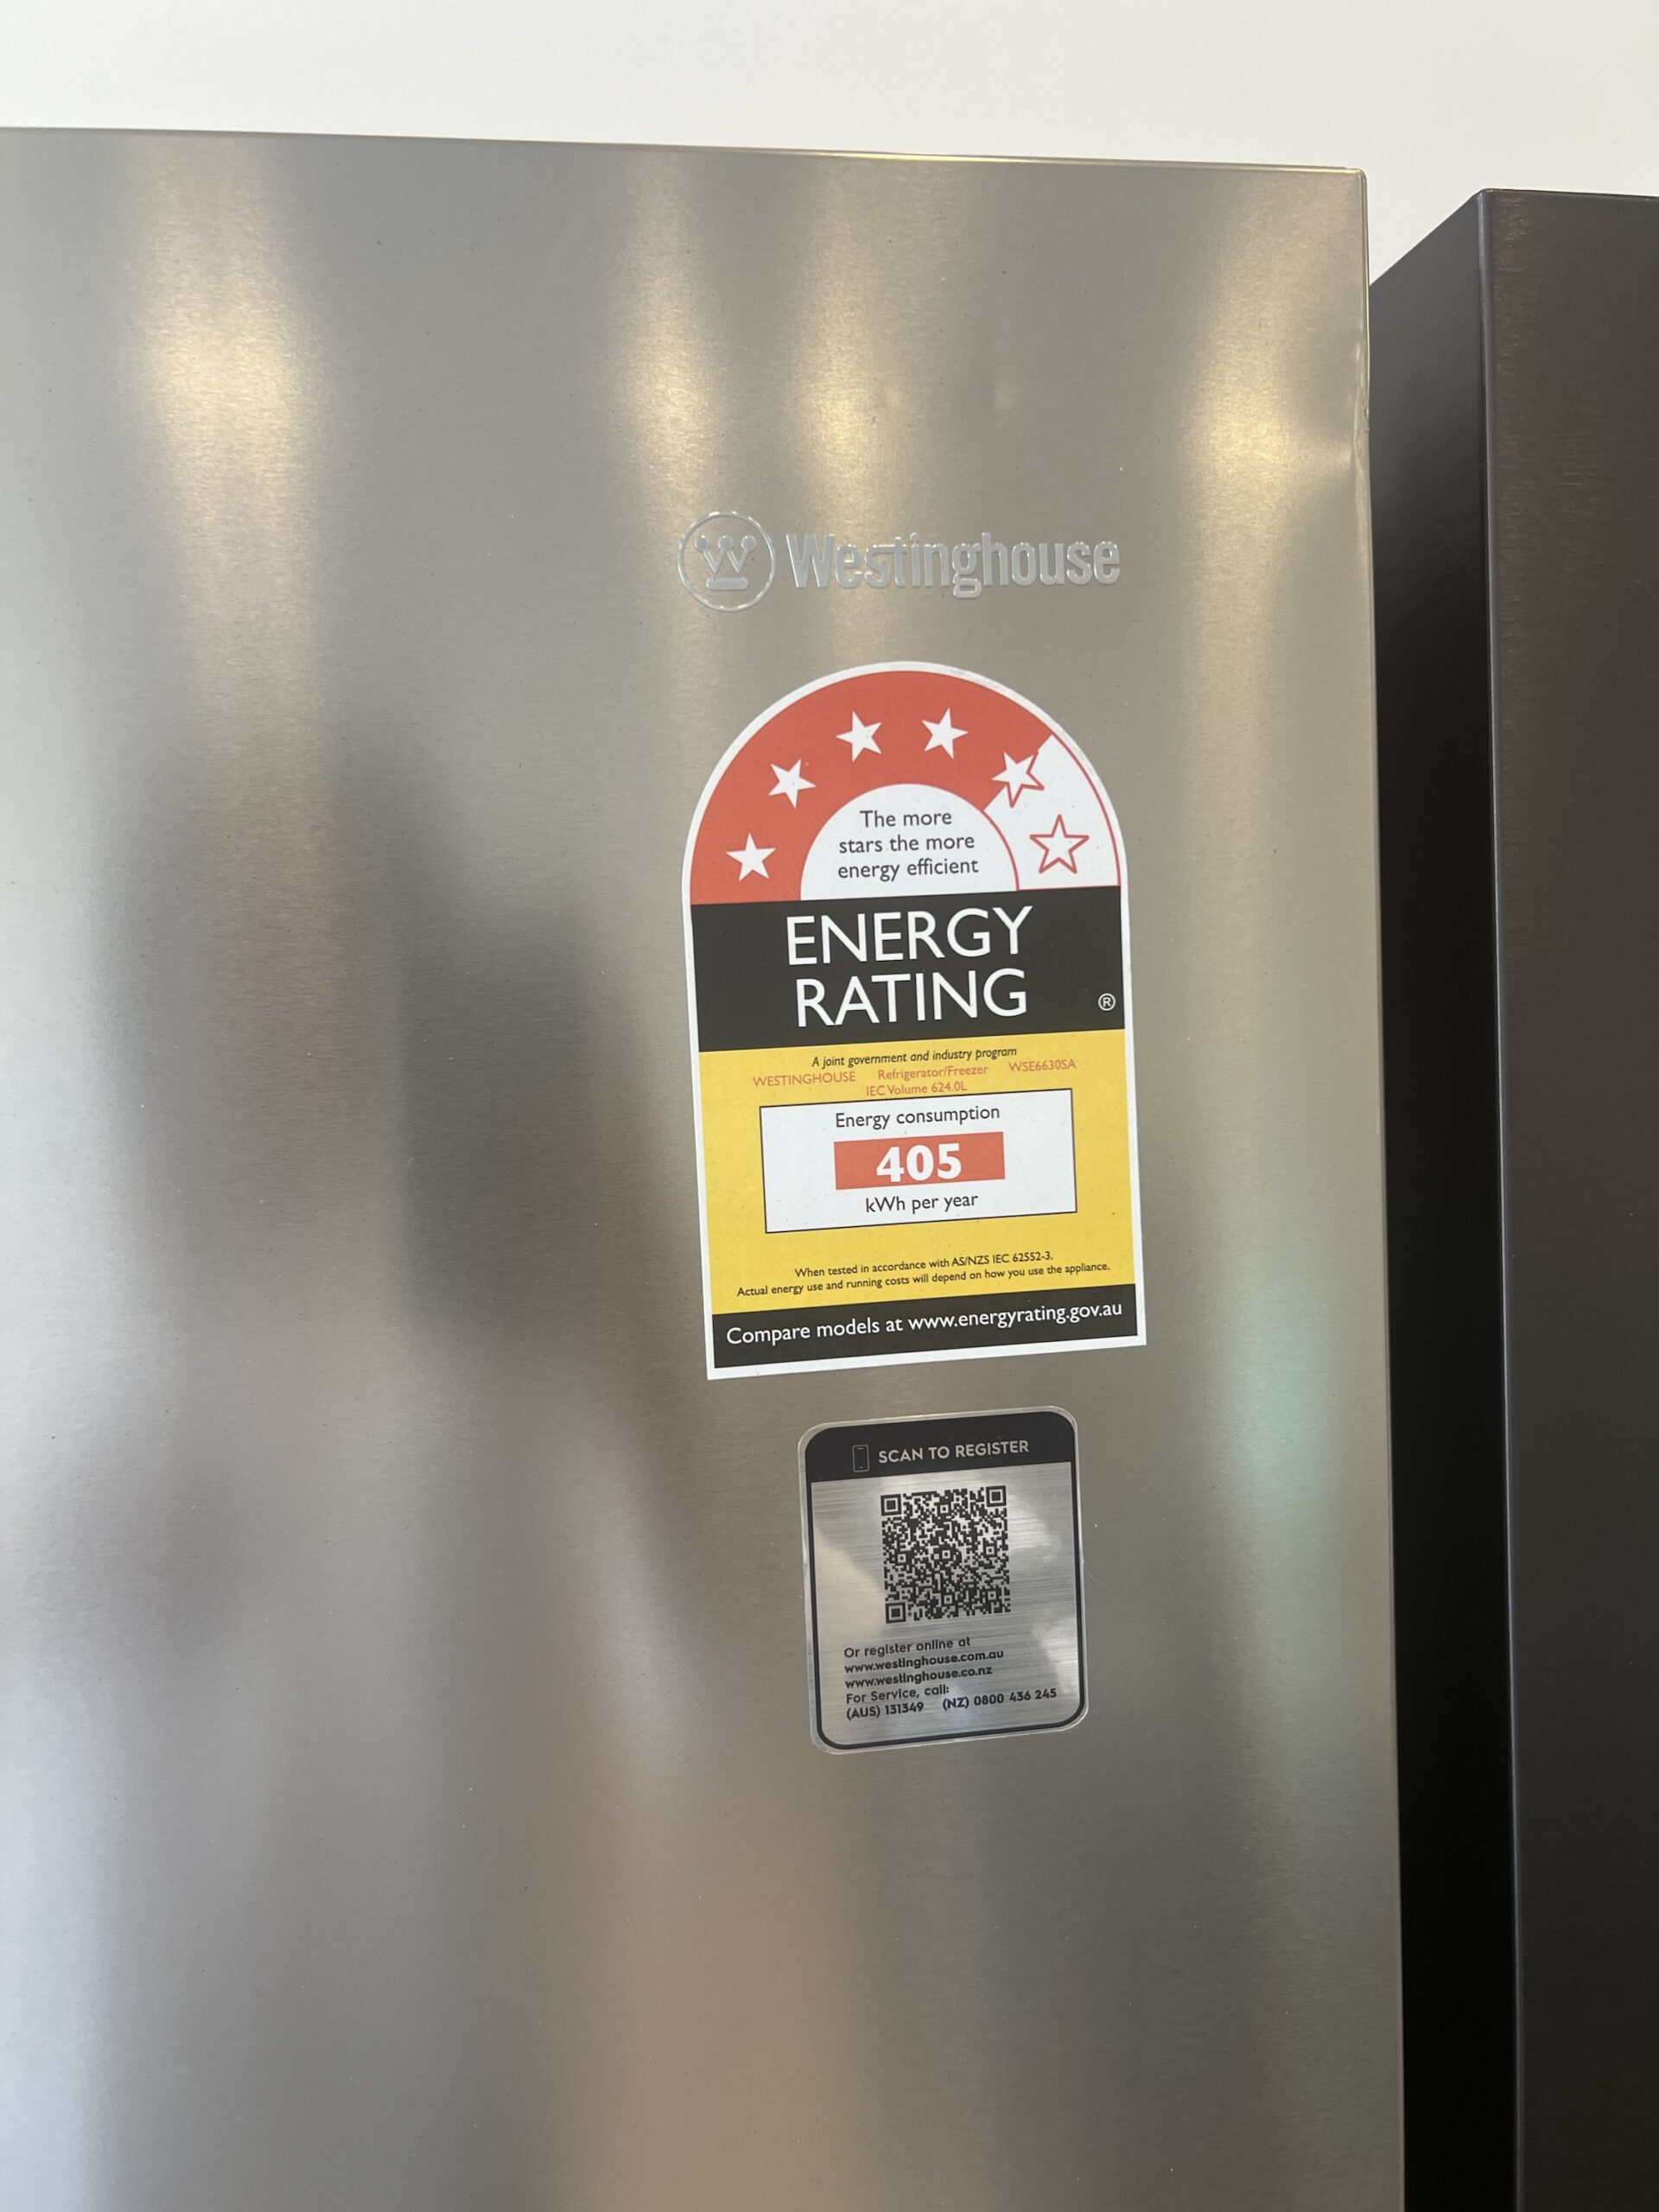 Westinghouse
The more
stars the more
energy efficient
ENERGY
RATING ®
A joint government and industry program
WESTINGHOUSE Refrigerator/Freezer WSE6630SA
IEC Volume 624.0L
Energy consumption
405
kWh per year
When tested in accordance with AS/NZS IEC 62552-3.
Actual energy use and running costs will depend on how you use the appliance.
Compare models at www.energyrating.gov.au
SCAN TO REGISTER
Or register online at
www.westinghouse.com.au
www.westinghouse.co.nz
For Service, call:
(AUS) 131349 (NZ) 0800 436 245